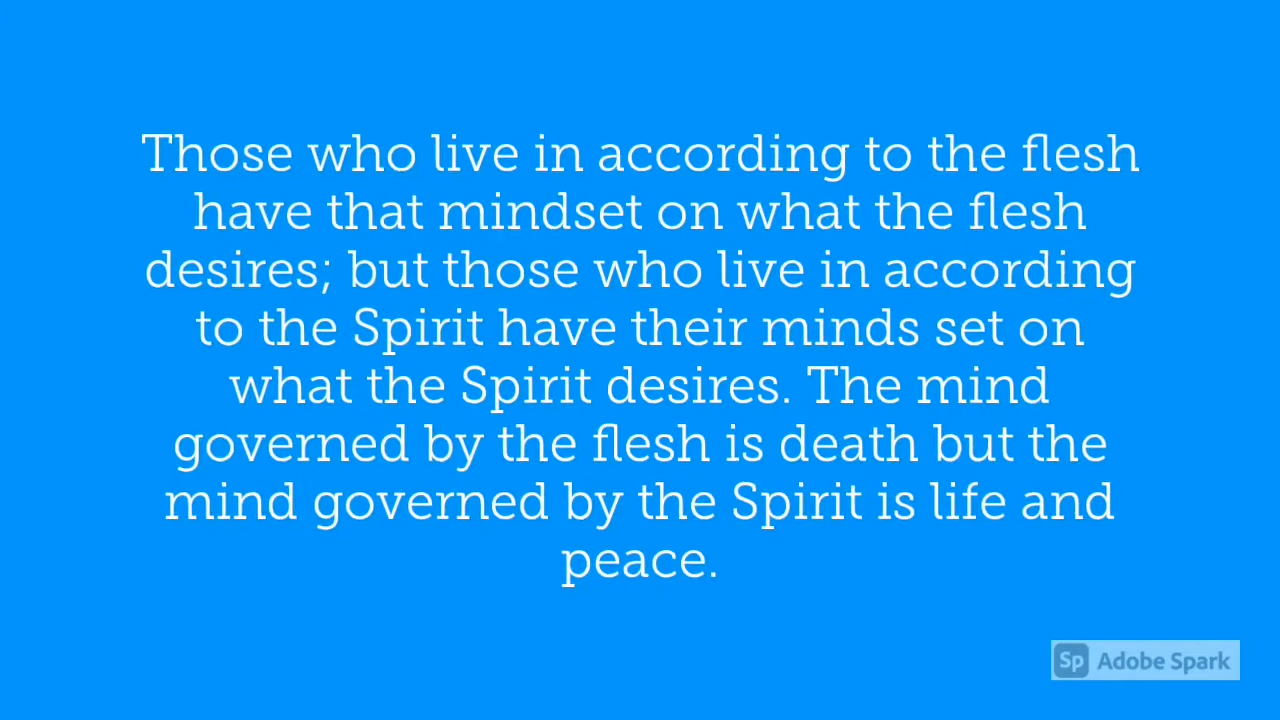 Those who live in according to the flesh
have that mindset on what the flesh
desires; but those who live in according
to the Spirit have their minds set on
what the Spirit desires. The mind
governed by the flesh is death but the
mind governed by the Spirit is life and
peace.
Sp Adobe Spark